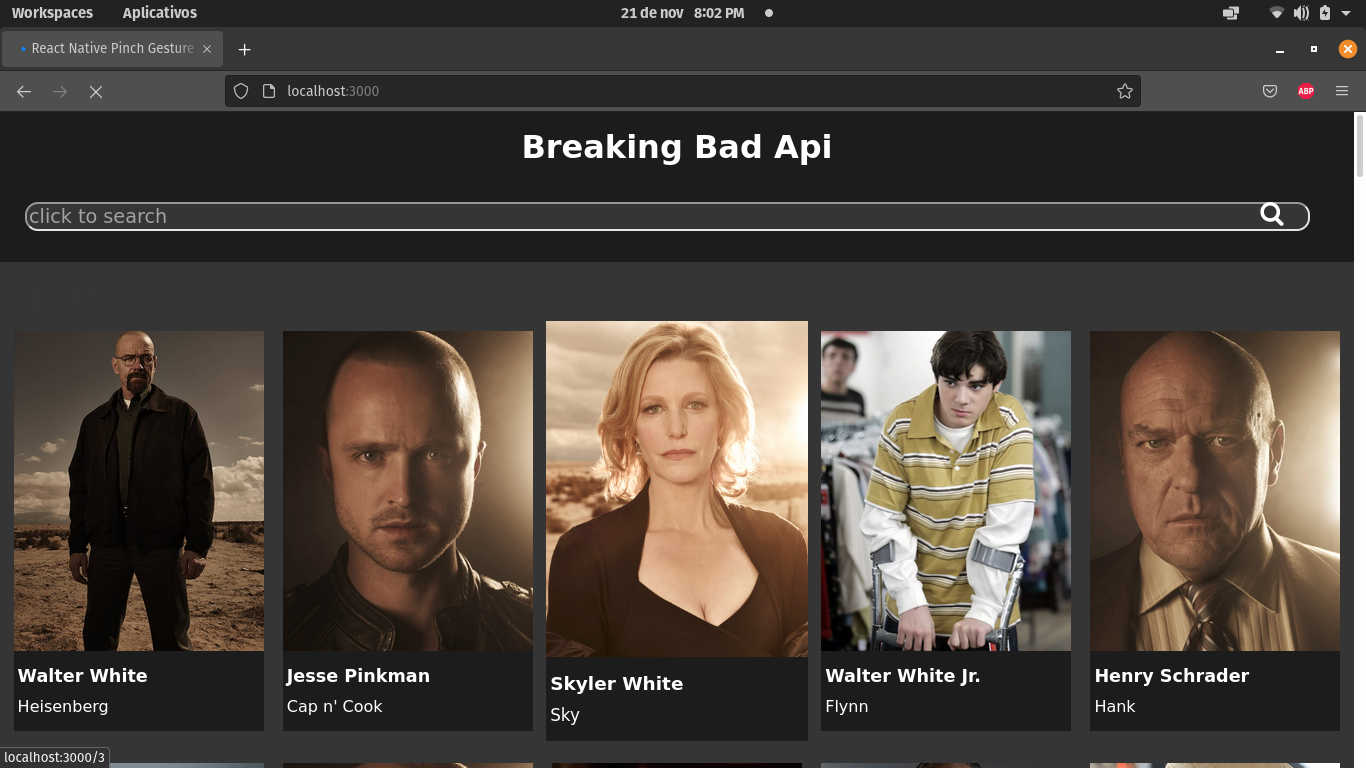 Workspaces Aplicativos 21 de nov 8:02 PM
React Native Pinch Gesture
localhost:3000
ABP
Breaking Bad Api
click to search
Walter White
Heisenberg
Jesse Pinkman
Cap n' Cook
Skyler White
Sky
Walter White Jr.
Flynn
Henry Schrader
Hank
localhost:3000/3